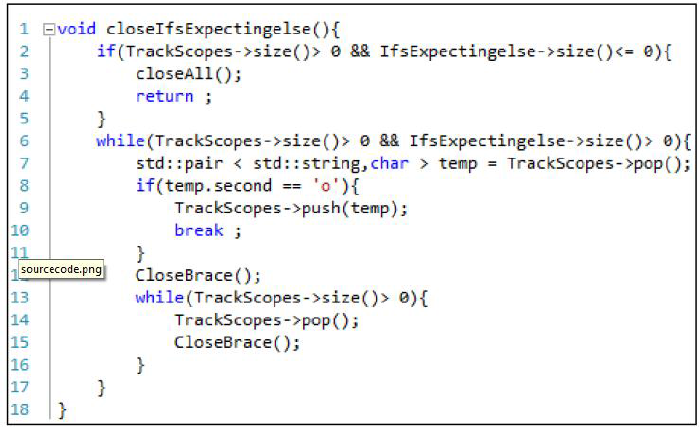 1 void closeIfsExpectingelse(){
2 if(TrackScopes->size()> 0 && IfsExpectingelse->size()<= 0){
3 closeAll();
4 return ;
5 }
6 while(TrackScopes->size()> 0 && IfsExpectingelse->size()> 0){
7 std::pair < std::string,char > temp = TrackScopes->pop();
8 if(temp.second == 'o'){
9 TrackScopes->push(temp);
10 break ;
11 }
sourcecode.png
CloseBrace();
13 while(TrackScopes->size()> 0){
14 TrackScopes->pop();
15 CloseBrace();
16 }
17 }
18 }